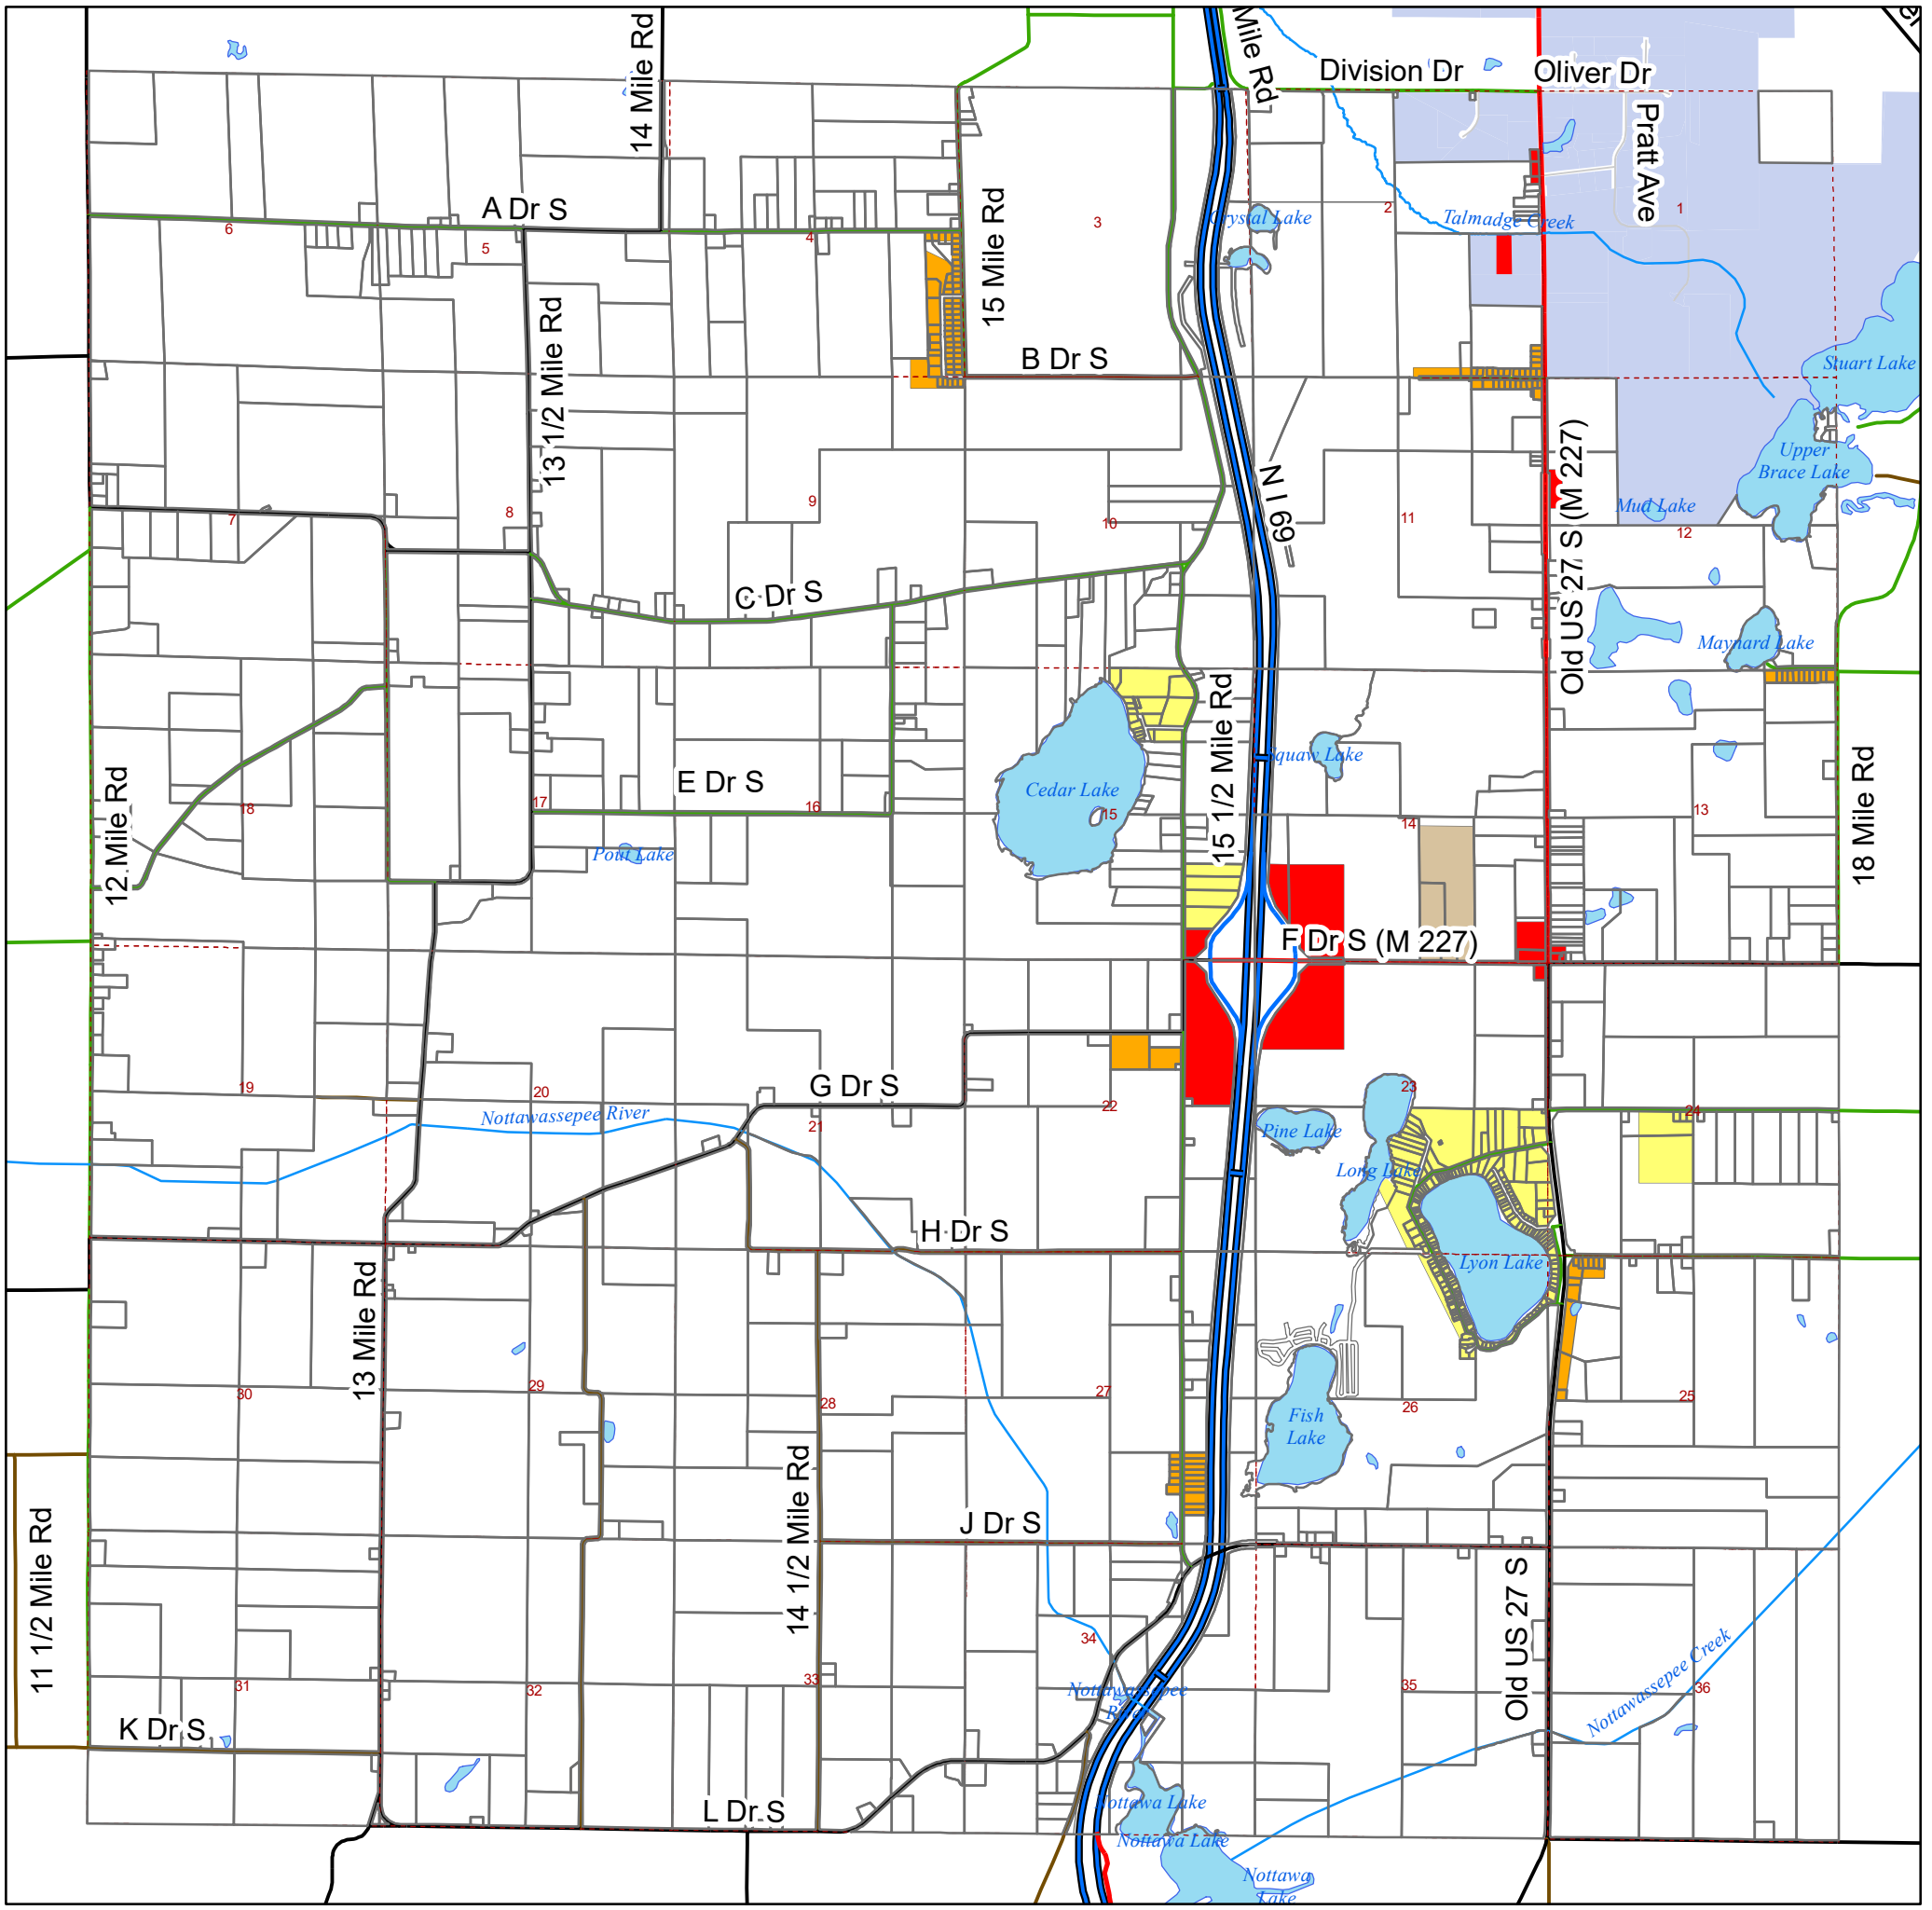 14 Mile Rd
Mile Rd
Division Dr
Oliver Dr
Pratt Ave
A Dr S
6
5
4
3
2
1
Crystal Lake
Talmadge Creek
15 Mile Rd
13 1/2 Mile Rd
B Dr S
Stuart Lake
Upper
Brace Lake
N I 69
Old US 27 S (M 227)
Mud Lake
7
8
9
10
11
12
C Dr S
Maynard Lake
12 Mile Rd
E Dr S
Cedar Lake
15 1/2 Mile Rd
quaw Lake
18 Mile Rd
18
17
16
15
14
13
Pout Lake
F Dr S (M 227)
G Dr S
19
20
21
22
23
24
Nottawassepee River
Pine Lake
Long Lake
H Dr S
Lyon Lake
13 Mile Rd
30
29
28
27
26
25
Fish
Lake
14 1/2 Mile Rd
J Dr S
11 1/2 Mile Rd
Old US 27 S
34
31
32
33
35
36
Nottawassepee
River
Nottawassepee Creek
K Dr S
L Dr S
ottawa Lake
Nottawa Lake
Nottawa
Lake